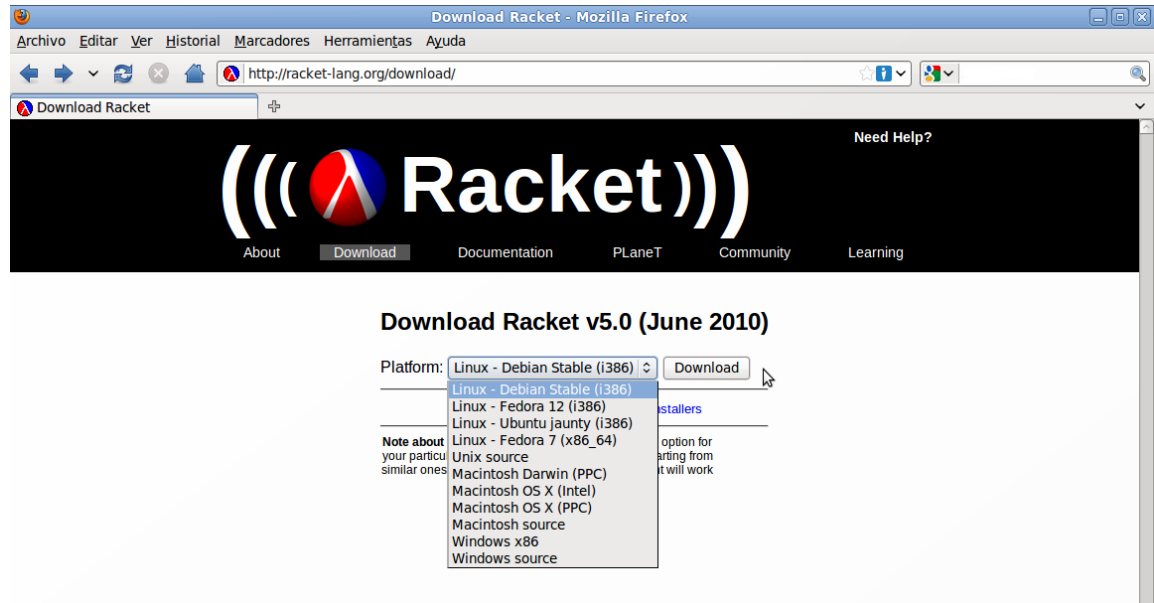 Download Racket - Mozilla Firefox
Archivo Editar Ver Historial Marcadores Herramientas Ayuda
http://racket-lang.org/download/
Download Racket
Need Help?
((( Racket )))
About Download Documentation PLaneT Community Learning
Download Racket v5.0 (June 2010)
Platform: Linux - Debian Stable (i386) Download
Linux - Debian Stable (i386)
Linux - Fedora 12 (i386)
Linux - Ubuntu jaunty (i386)
Linux - Fedora 7 (x86_64)
Unix source
Macintosh Darwin (PPC)
Macintosh OS X (Intel)
Macintosh OS X (PPC)
Macintosh source
Windows x86
Windows source
Note about option for
your from
similar ones will work